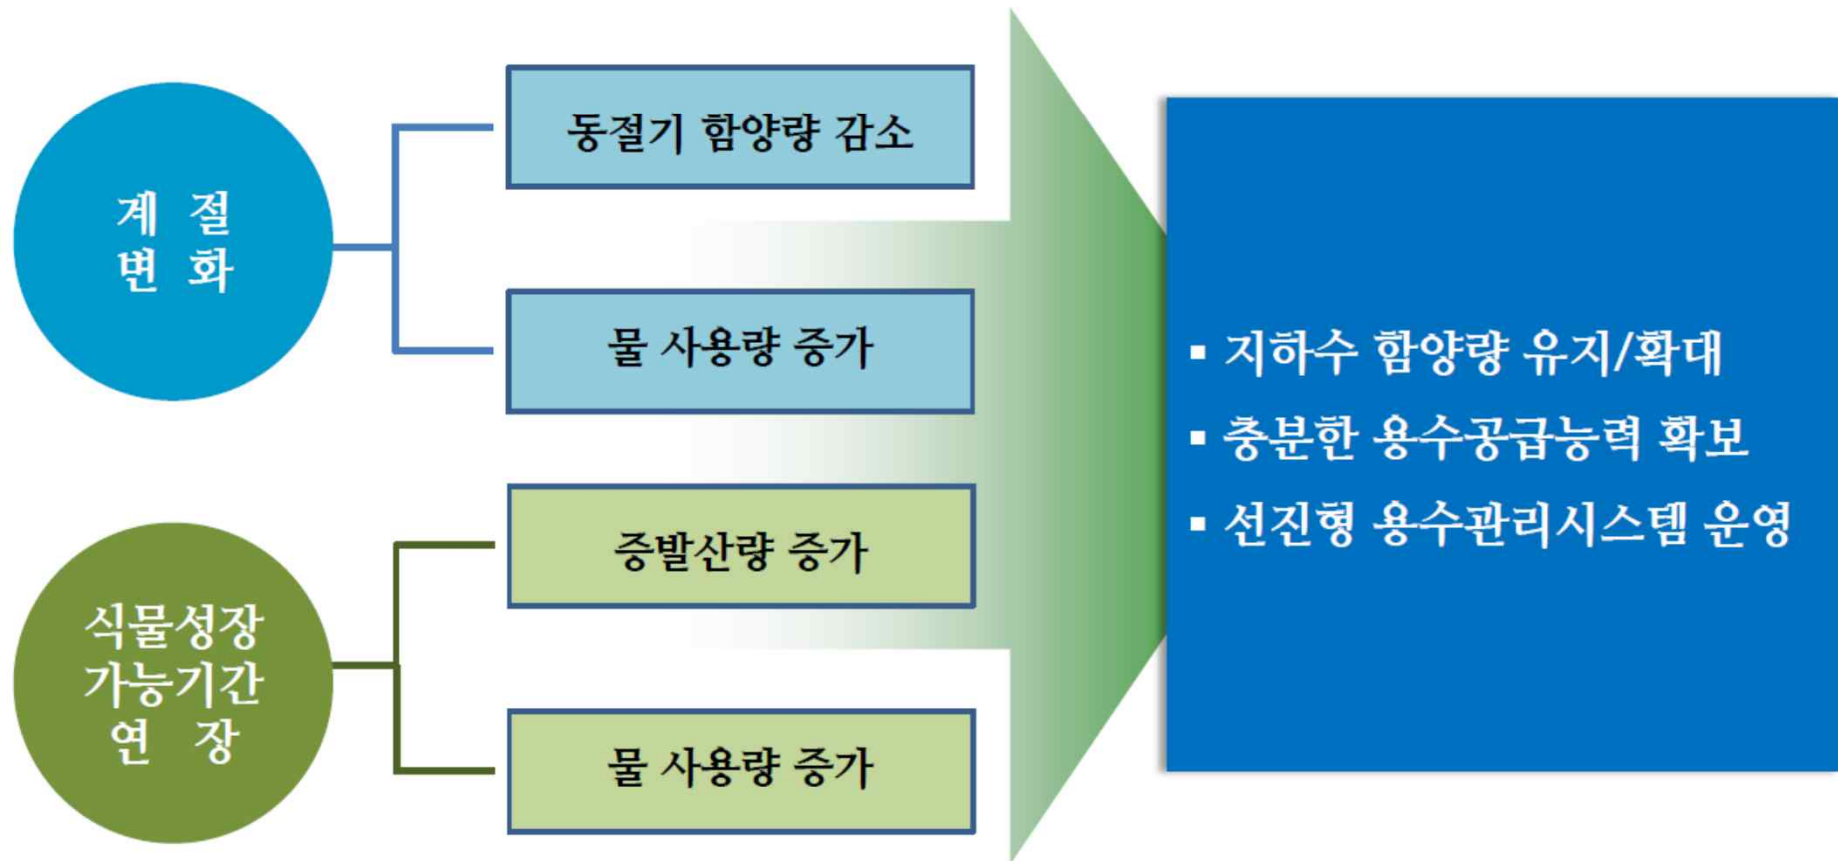 계 절
변 화
동절기 함양량 감소
물 사용량 증가
식물성장
가능기간
연 장
증발산량 증가
물 사용량 증가
▪ 지하수 함양량 유지/확대
▪ 충분한 용수공급능력 확보
▪ 선진형 용수관리시스템 운영